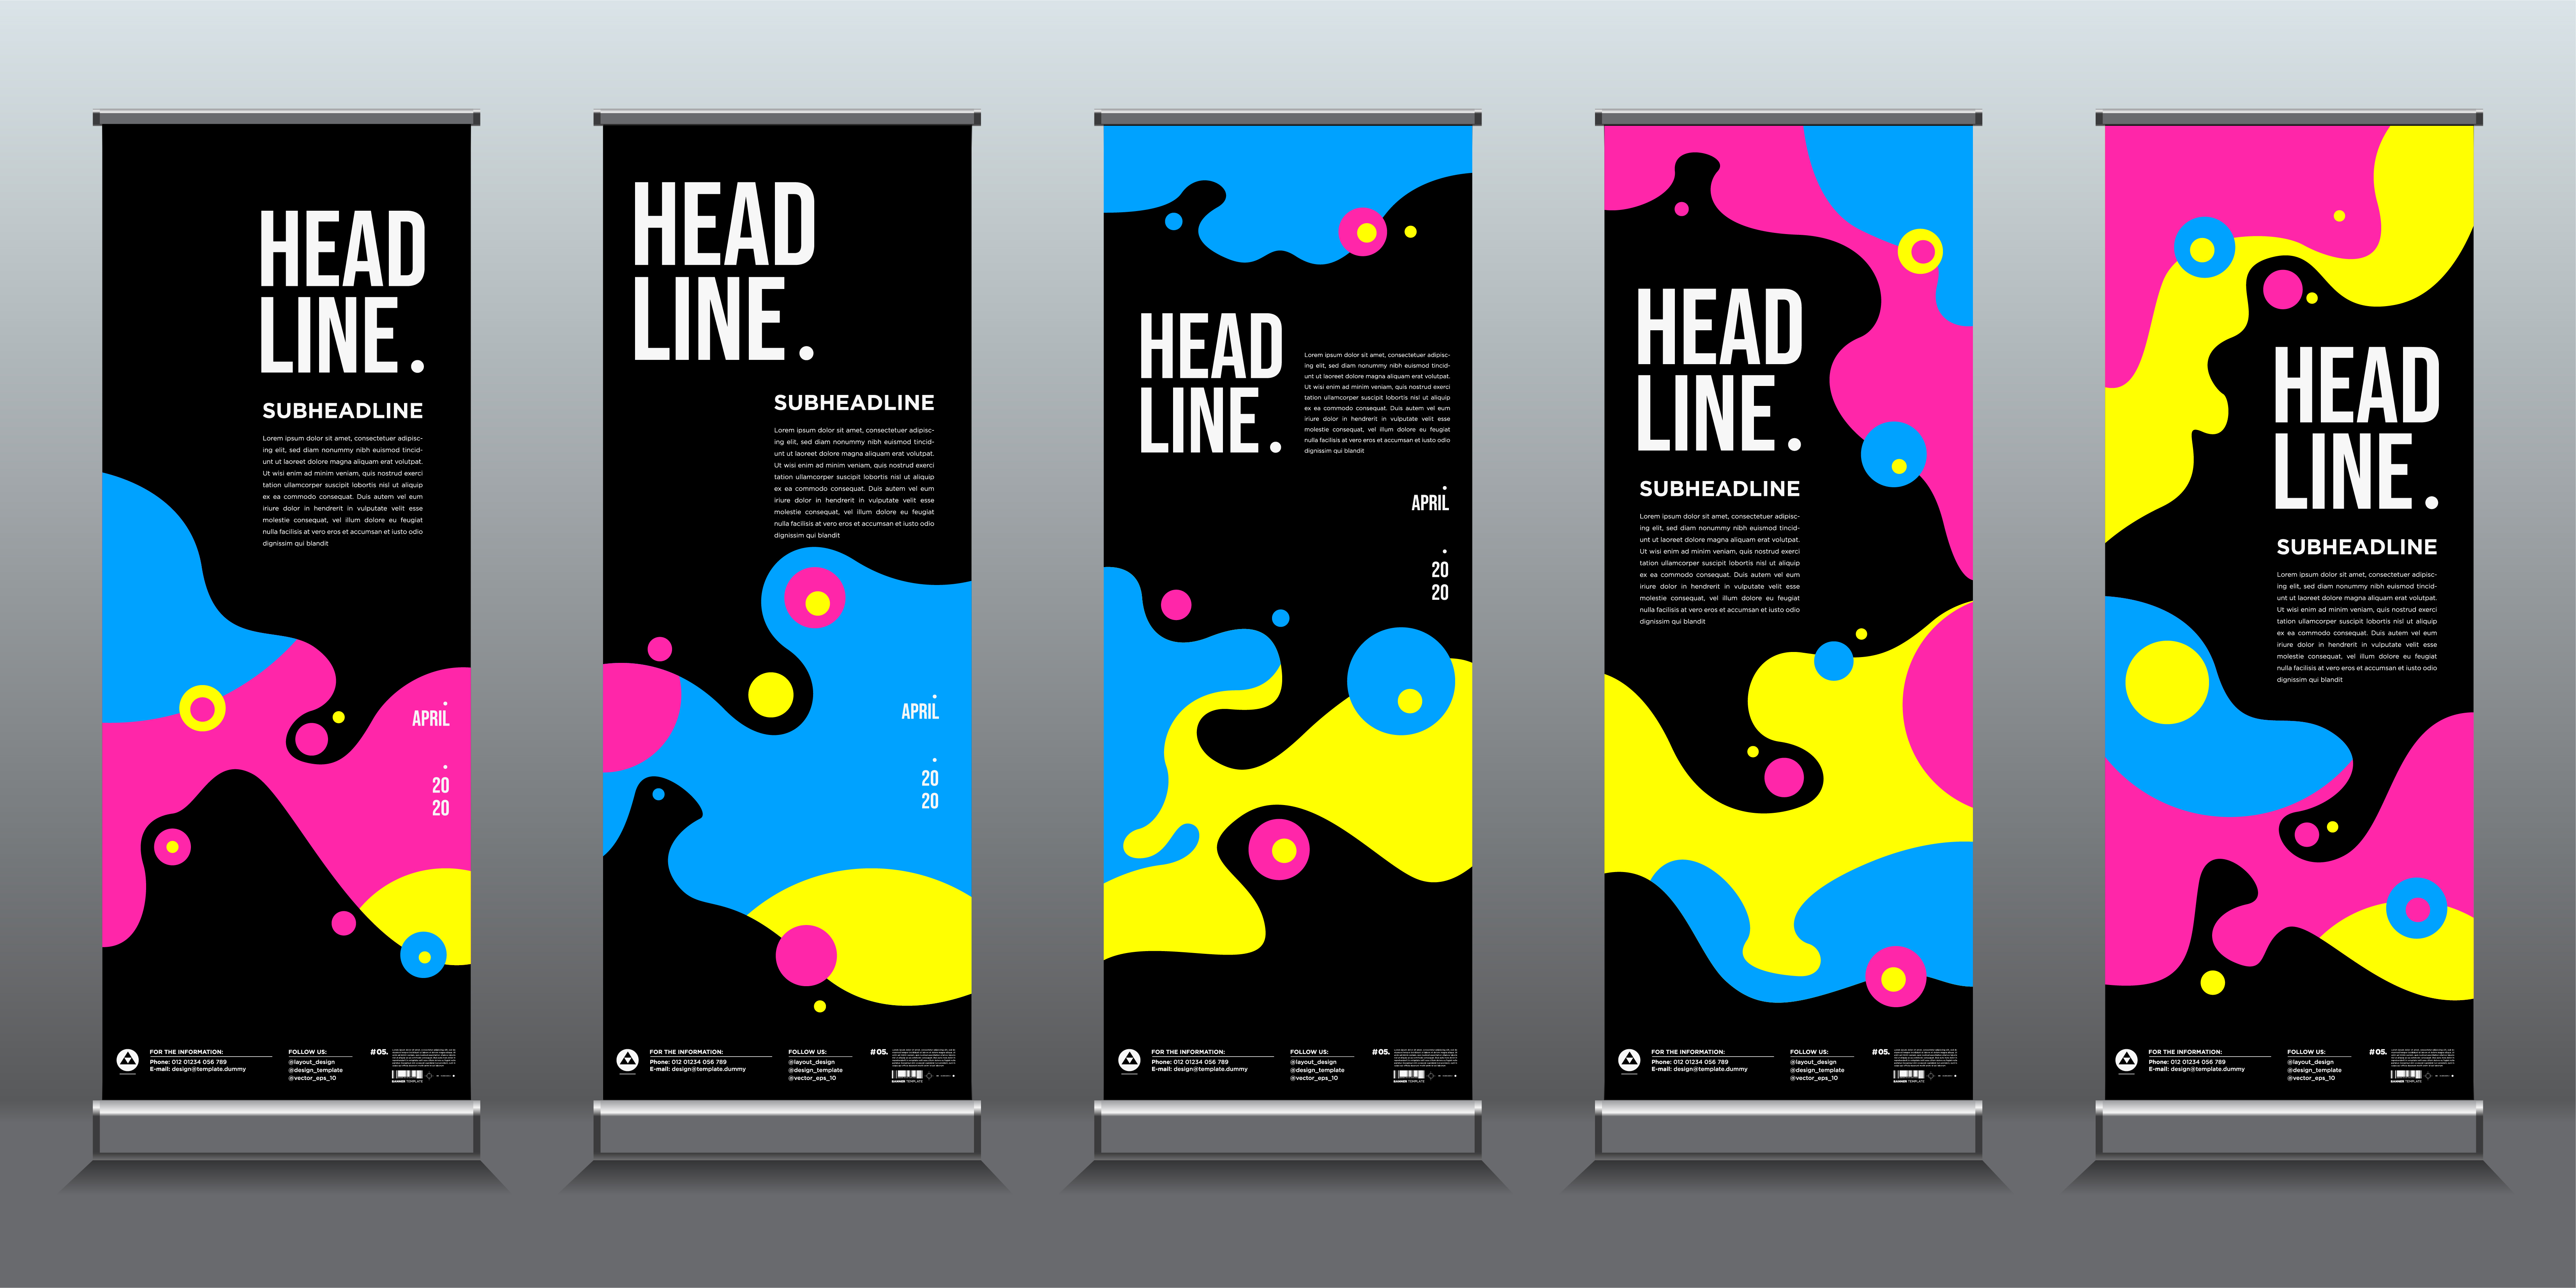 HEAD
LINE.
SUBHEADLINE
Lorem ipsum dolor sit amet, consectetuer adipisc-
ing elit, sed diam nonummy nibh euismod tincid-
unt ut laoreet dolore magna aliquam erat volutpat.
Ut wisi enim ad minim veniam, quis nostrud exerci
tation ullamcorper suscipit lobortis nisl ut aliquip
ex ea commodo consequat. Duis autem vel eum
iriure dolor in hendrerit in vulputate velit esse
molestie consequat, vel illum dolore eu feugiat
nulla facilisis at vero eros et accumsan et iusto odio
dignissim qui blandit
APRIL
20
20
FOR THE INFORMATION:
Phone: 012 01234 056 789
E-mail: design@template.dummy
FOLLOW US:
@layout_design
@design_template
@vector_eps_10
#05.
BANNER TEMPLATE
HEAD
LINE.
SUBHEADLINE
Lorem ipsum dolor sit amet, consectetuer adipisc-
ing elit, sed diam nonummy nibh euismod tincid-
unt ut laoreet dolore magna aliquam erat volutpat.
Ut wisi enim ad minim veniam, quis nostrud exerci
tation ullamcorper suscipit lobortis nisl ut aliquip
ex ea commodo consequat. Duis autem vel eum
iriure dolor in hendrerit in vulputate velit esse
molestie consequat, vel illum dolore eu feugiat
nulla facilisis at vero eros et accumsan et iusto odio
dignissim qui blandit
APRIL
20
20
FOR THE INFORMATION:
Phone: 012 01234 056 789
E-mail: design@template.dummy
FOLLOW US:
@layout_design
@design_template
@vector_eps_10
#05.
BANNER TEMPLATE
HEAD
LINE.
Lorem ipsum dolor sit amet, consectetuer adipisc-
ing elit, sed diam nonummy nibh euismod tincid-
unt ut laoreet dolore magna aliquam erat volutpat.
Ut wisi enim ad minim veniam, quis nostrud exerci
tation ullamcorper suscipit lobortis nisl ut aliquip
ex ea commodo consequat. Duis autem vel eum
iriure dolor in hendrerit in vulputate velit esse
molestie consequat, vel illum dolore eu feugiat
nulla facilisis at vero eros et accumsan et iusto odio
dignissim qui blandit
APRIL
20
20
FOR THE INFORMATION:
Phone: 012 01234 056 789
E-mail: design@template.dummy
FOLLOW US:
@layout_design
@design_template
@vector_eps_10
#05.
BANNER TEMPLATE
HEAD
LINE.
SUBHEADLINE
Lorem ipsum dolor sit amet, consectetuer adipisc-
ing elit, sed diam nonummy nibh euismod tincid-
unt ut laoreet dolore magna aliquam erat volutpat.
Ut wisi enim ad minim veniam, quis nostrud exerci
tation ullamcorper suscipit lobortis nisl ut aliquip
ex ea commodo consequat. Duis autem vel eum
iriure dolor in hendrerit in vulputate velit esse
molestie consequat, vel illum dolore eu feugiat
nulla facilisis at vero eros et accumsan et iusto odio
dignissim qui blandit
FOR THE INFORMATION:
Phone: 012 01234 056 789
E-mail: design@template.dummy
FOLLOW US:
@layout_design
@design_template
@vector_eps_10
#05.
BANNER TEMPLATE
HEAD
LINE.
SUBHEADLINE
Lorem ipsum dolor sit amet, consectetuer adipisc-
ing elit, sed diam nonummy nibh euismod tincid-
unt ut laoreet dolore magna aliquam erat volutpat.
Ut wisi enim ad minim veniam, quis nostrud exerci
tation ullamcorper suscipit lobortis nisl ut aliquip
ex ea commodo consequat. Duis autem vel eum
iriure dolor in hendrerit in vulputate velit esse
molestie consequat, vel illum dolore eu feugiat
nulla facilisis at vero eros et accumsan et iusto odio
dignissim qui blandit
FOR THE INFORMATION:
Phone: 012 01234 056 789
E-mail: design@template.dummy
FOLLOW US:
@layout_design
@design_template
@vector_eps_10
#05.
BANNER TEMPLATE